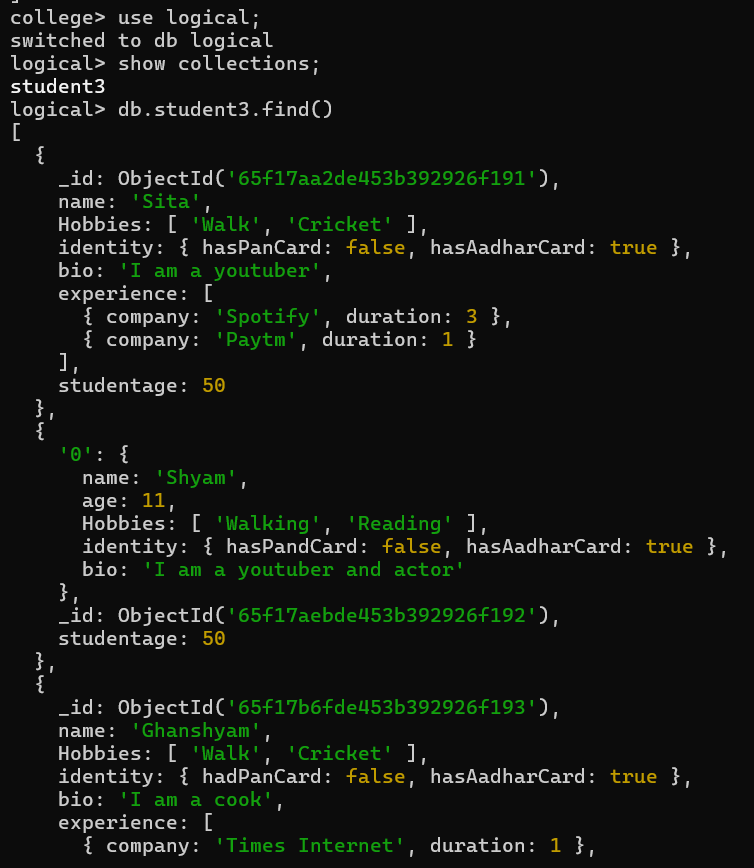 ]
college> use logical;
switched to db logical
logical> show collections;
student3
logical> db.student3.find()
[
  {
    _id: ObjectId('65f17aa2de453b392926f191'),
    name: 'Sita',
    Hobbies: [ 'Walk', 'Cricket' ],
    identity: { hasPanCard: false, hasAadharCard: true },
    bio: 'I am a youtuber',
    experience: [
      { company: 'Spotify', duration: 3 },
      { company: 'Paytm', duration: 1 }
    ],
    studentage: 50
  },
  {
    '0': {
      name: 'Shyam',
      age: 11,
      Hobbies: [ 'Walking', 'Reading' ],
      identity: { hasPandCard: false, hasAadharCard: true },
      bio: 'I am a youtuber and actor'
    },
    _id: ObjectId('65f17aebde453b392926f192'),
    studentage: 50
  },
  {
    _id: ObjectId('65f17b6fde453b392926f193'),
    name: 'Ghanshyam',
    Hobbies: [ 'Walk', 'Cricket' ],
    identity: { hadPanCard: false, hasAadharCard: true },
    bio: 'I am a cook',
    experience: [
      { company: 'Times Internet', duration: 1 },